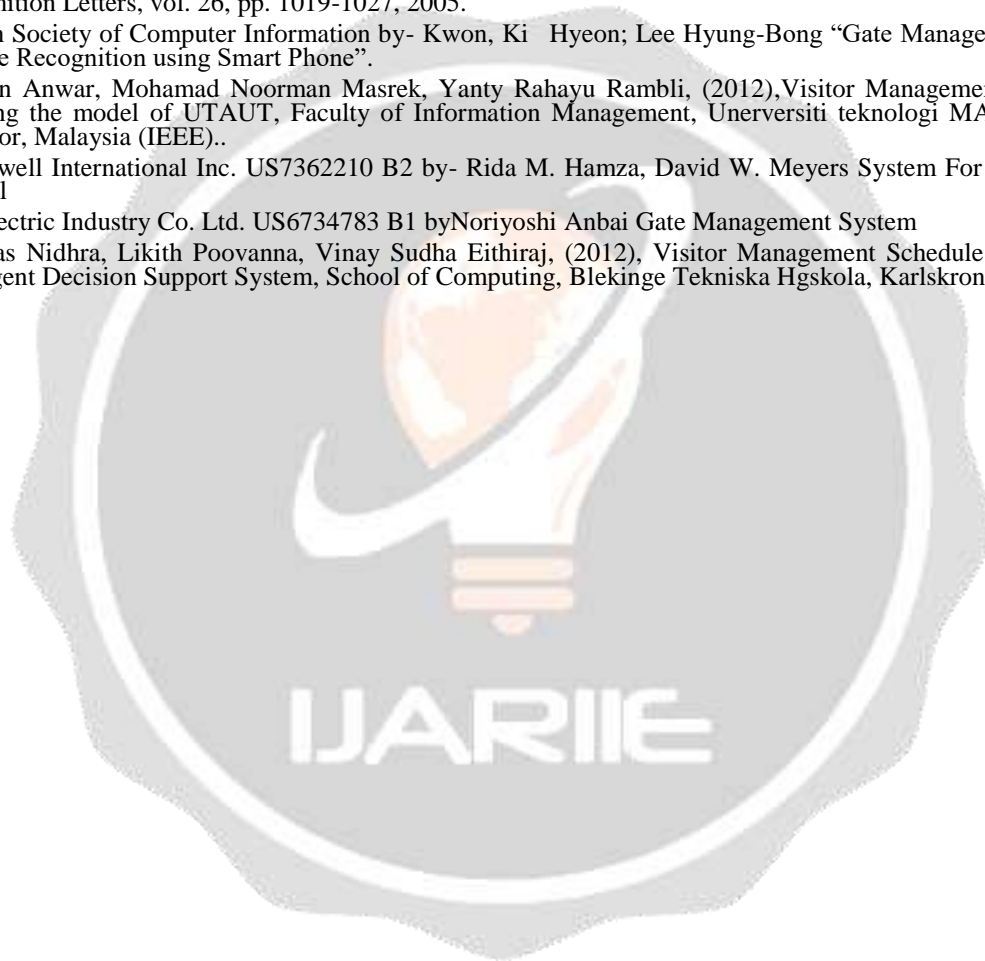 nition Letters, vol. 26, pp. 1019-1027, 2005.
n Society of Computer Information by- Kwon, Ki Hyeon; Lee Hyung-Bong “Gate Manage
e Recognition using Smart Phone”.
n Anwar, Mohamad Noorman Masrek, Yanty Rahayu Rambli, (2012),Visitor Managemen
ng the model of UTAUT, Faculty of Information Management, Unerversiti teknologi MA
or, Malaysia (IEEE)..
well International Inc. US7362210 B2 by- Rida M. Hamza, David W. Meyers System For
l
ectric Industry Co. Ltd. US6734783 B1 byNoriyoshi Anbai Gate Management System
as Nidhra, Likith Poovanna, Vinay Sudha Eithiraj, (2012), Visitor Management Schedule
gent Decision Support System, School of Computing, Blekinge Tekniska Hgskola, Karlskron
IJARIIE